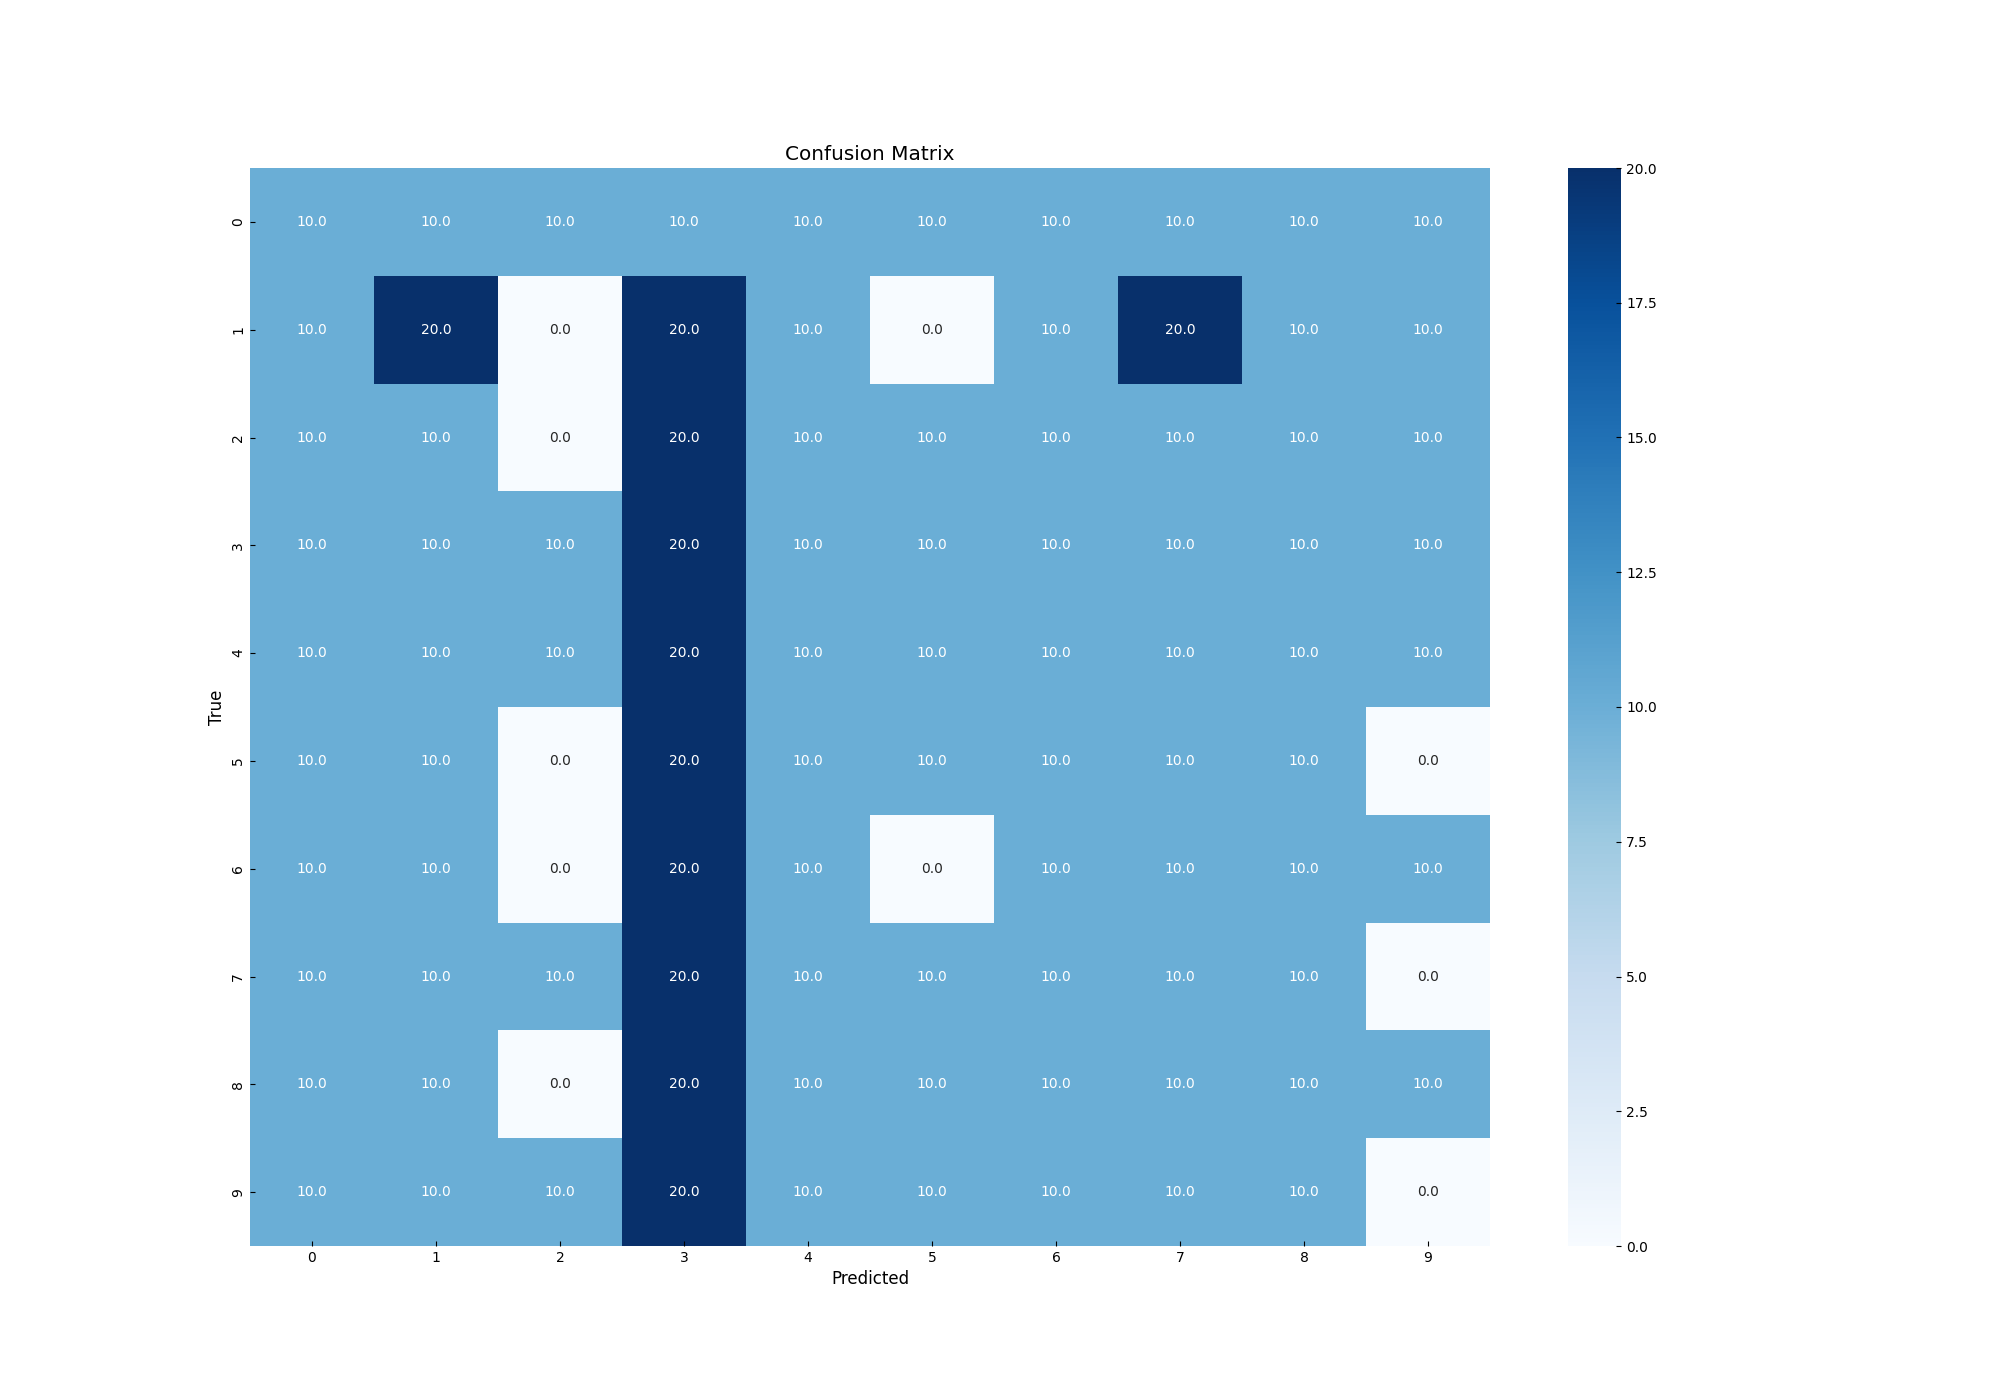 Confusion Matrix
0 10.0 10.0 10.0 10.0 10.0 10.0 10.0 10.0 10.0 10.0
1 10.0 20.0 0.0 20.0 10.0 0.0 10.0 20.0 10.0 10.0
2 10.0 10.0 0.0 20.0 10.0 10.0 10.0 10.0 10.0 10.0
3 10.0 10.0 10.0 20.0 10.0 10.0 10.0 10.0 10.0 10.0
4 10.0 10.0 10.0 20.0 10.0 10.0 10.0 10.0 10.0 10.0
5 10.0 10.0 0.0 20.0 10.0 10.0 10.0 10.0 10.0 0.0
6 10.0 10.0 0.0 20.0 10.0 0.0 10.0 10.0 10.0 10.0
7 10.0 10.0 10.0 20.0 10.0 10.0 10.0 10.0 10.0 0.0
8 10.0 10.0 0.0 20.0 10.0 10.0 10.0 10.0 10.0 10.0
9 10.0 10.0 10.0 20.0 10.0 10.0 10.0 10.0 10.0 0.0
0 1 2 3 4 5 6 7 8 9
Predicted
True
20.0
17.5
15.0
12.5
10.0
7.5
5.0
2.5
0.0